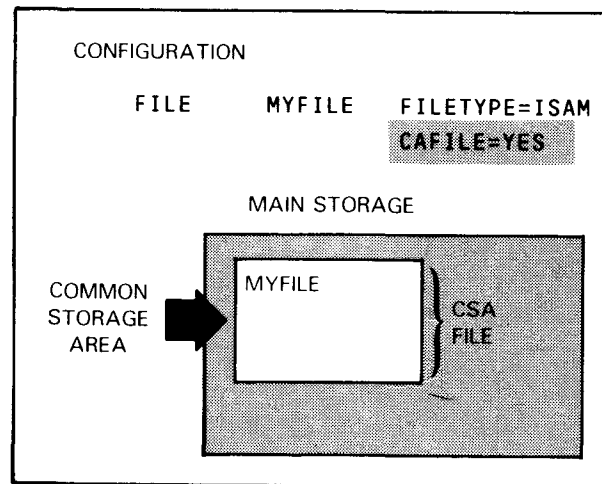 CONFIGURATION
FILE MYFILE FILETYPE=ISAM
CAFILE=YES
MAIN STORAGE
MYFILE
COMMON
STORAGE
AREA
CSA
FILE